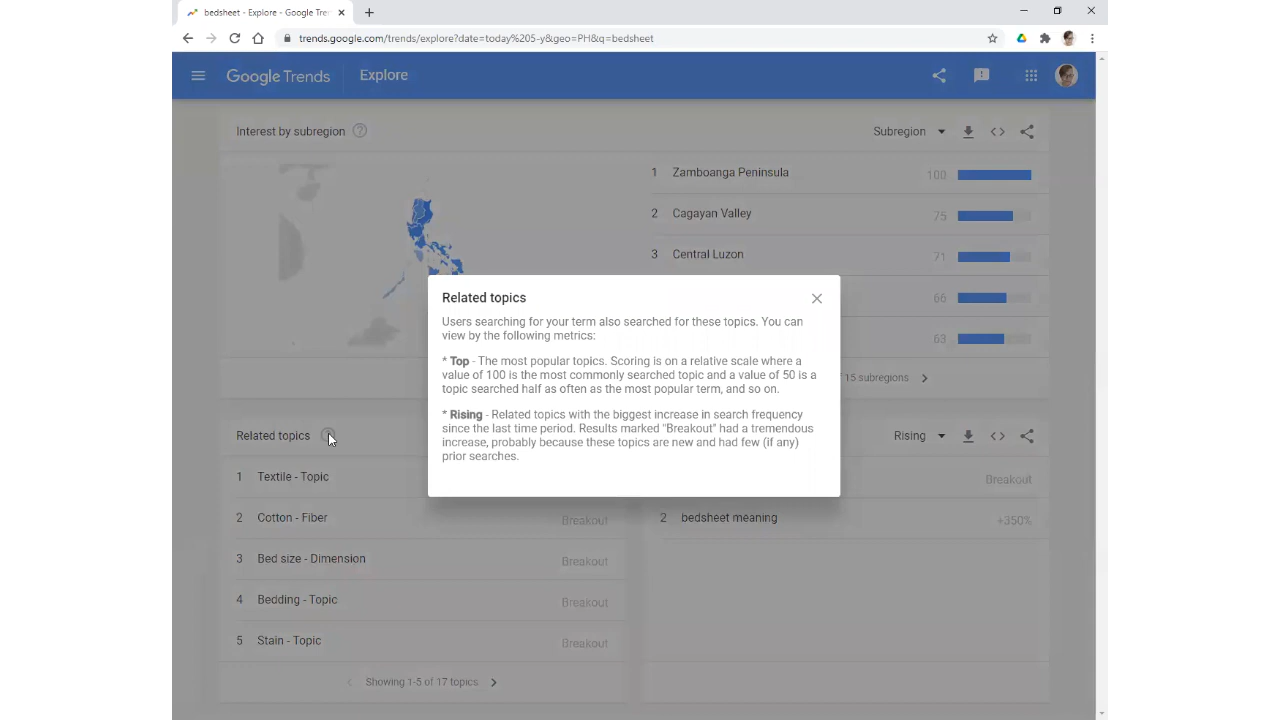 bedsheet - Explore - Google Tre
trends.google.com/trends/explore?date=today%205-y&geo=PH&q=bedsheet
Google Trends Explore
Interest by subregion
Subregion
1 Zamboanga Peninsula 100
2 Cagayan Valley 75
3 Central Luzon 71
66
63
of 15 subregions
Related topics
Users searching for your term also searched for these topics. You can
view by the following metrics:
* Top - The most popular topics. Scoring is on a relative scale where a
value of 100 is the most commonly searched topic and a value of 50 is a
topic searched half as often as the most popular term, and so on.
* Rising - Related topics with the biggest increase in search frequency
since the last time period. Results marked "Breakout" had a tremendous
increase, probably because these topics are new and had few (if any)
prior searches.
Related topics
1 Textile - Topic
2 Cotton - Fiber Breakout
3 Bed size - Dimension Breakout
4 Bedding - Topic Breakout
5 Stain - Topic Breakout
Showing 1-5 of 17 topics
Rising
Breakout
2 bedsheet meaning +350%